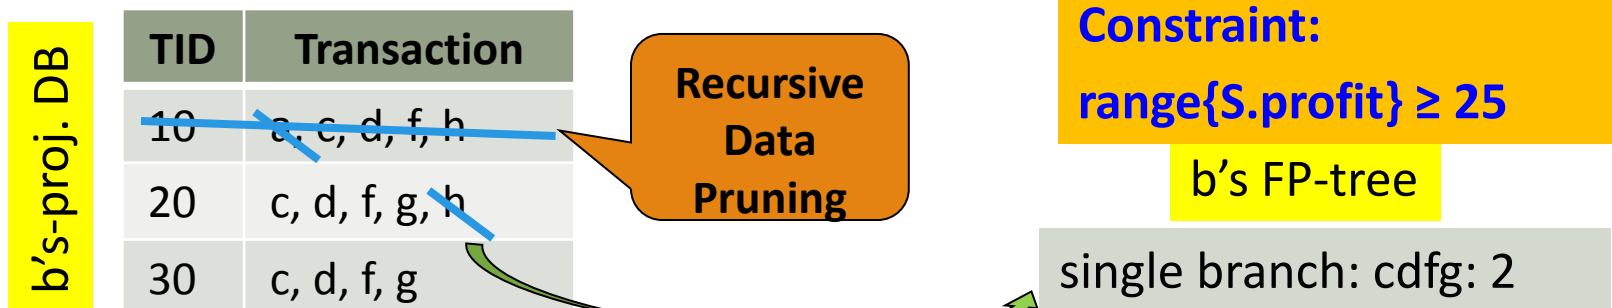 b's-proj. DB
TID Transaction
10 a, c, d, f, h
20 c, d, f, g, h
30 c, d, f, g
Recursive
Data
Pruning
Constraint:
range{S.profit} ≥ 25
b’s FP-tree
single branch: cdfg: 2